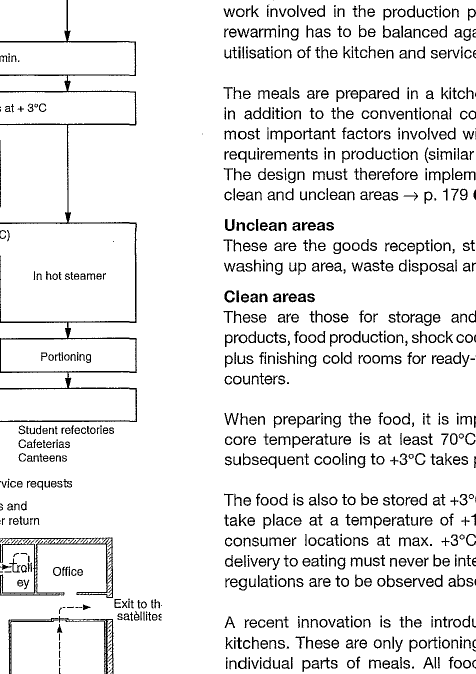 min.
s at + 3°C
C)
In hot steamer
Portioning
Student refectories
Cafeterias
Canteens
rvice requests
s and
er return
Troll
ey
Office
Exit to th
satellites
work involved in the production p
rewarming has to be balanced aga
utilisation of the kitchen and service
The meals are prepared in a kitche
in addition to the conventional co
most important factors involved wi
requirements in production (similar
The design must therefore implem
clean and unclean areas → p. 179
Unclean areas
These are the goods reception, st
washing up area, waste disposal ar
Clean areas
These are those for storage and
products, food production, shock coo
plus finishing cold rooms for ready-
counters.
When preparing the food, it is imp
core temperature is at least 70°C
subsequent cooling to +3°C takes p
The food is also to be stored at +3°
take place at a temperature of +1
consumer locations at max. +3°C
delivery to eating must never be inte
regulations are to be observed abso
A recent innovation is the introdu
kitchens. These are only portioning
individual parts of meals. All food